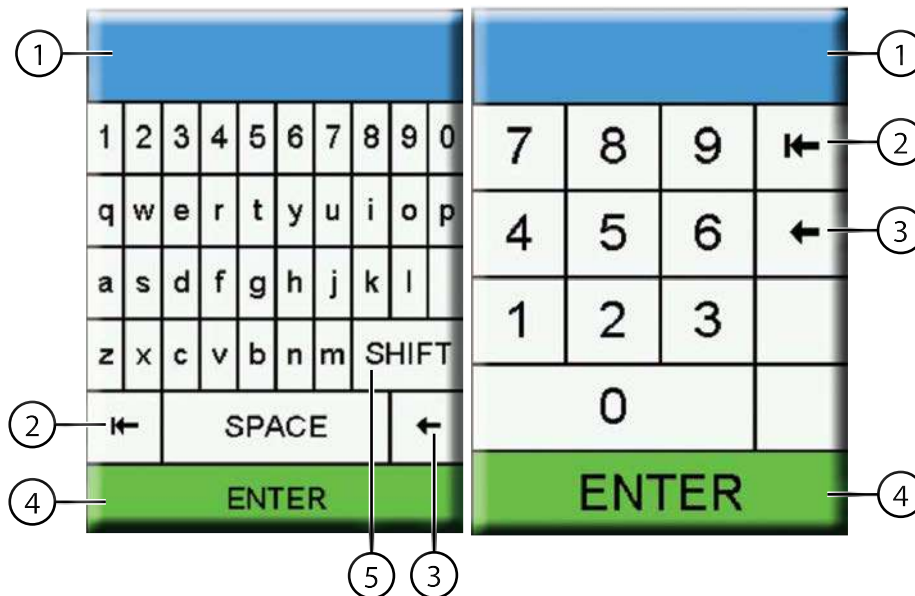 1
1 2 3 4 5 6 7 8 9 0
q w e r t y u i o p
a s d f g h j k l
z x c v b n m SHIFT
2 SPACE
4 ENTER
5 3
1
7 8 9 2
4 5 6 3
1 2 3
0
ENTER 4